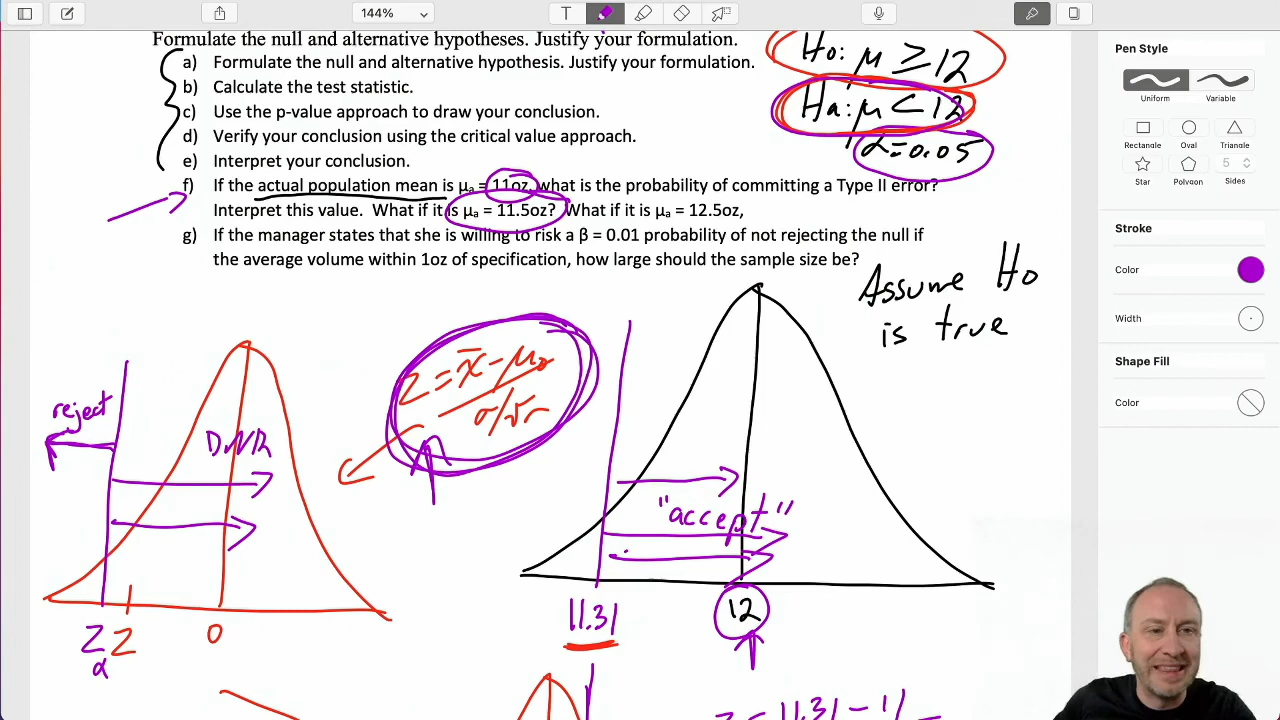 144%
T
Formulate the null and alternative hypotheses. Justify your formulation.
a) Formulate the null and alternative hypothesis. Justify your formulation.
b) Calculate the test statistic.
c) Use the p-value approach to draw your conclusion.
d) Verify your conclusion using the critical value approach.
e) Interpret your conclusion.
f) If the actual population mean is μₐ = 11oz, what is the probability of committing a Type II error?
Interpret this value. What if it is μₐ = 11.5oz? What if it is μₐ = 12.5oz,
g) If the manager states that she is willing to risk a β = 0.01 probability of not rejecting the null if
the average volume within 1oz of specification, how large should the sample size be?
Ho: μ ≥ 12
Ha: μ < 12
α = 0.05
Assume Ho
is true
reject
DNR
Z = x̄ - μ₀
σ/√n
"accept"
Zα Z 0
11.31 12
z = 11.31 - 11
Pen Style
Uniform Variable
Rectangle Oval Triangle
5
Star Polygon Sides
Stroke
Color
Width
Shape Fill
Color